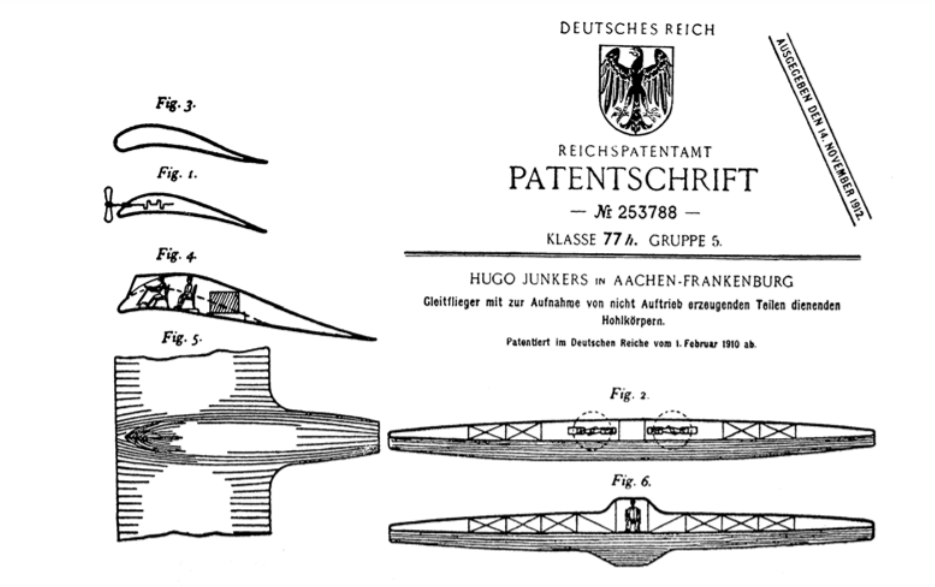 DEUTSCHES REICH
AUSGEGEBEN DEN 14. NOVEMBER 1912.
REICHSPATENTAMT
PATENTSCHRIFT
— № 253788 —
KLASSE 77h. GRUPPE 5.
HUGO JUNKERS IN AACHEN-FRANKENBURG
Gleitflieger mit zur Aufnahme von nicht Auftrieb erzeugenden Teilen dienenden
Hohlkörpern.
Patentiert im Deutschen Reiche vom 1. Februar 1910 ab.
Fig. 3.
Fig. 1.
Fig. 4
Fig. 5.
Fig. 2.
Fig. 6.